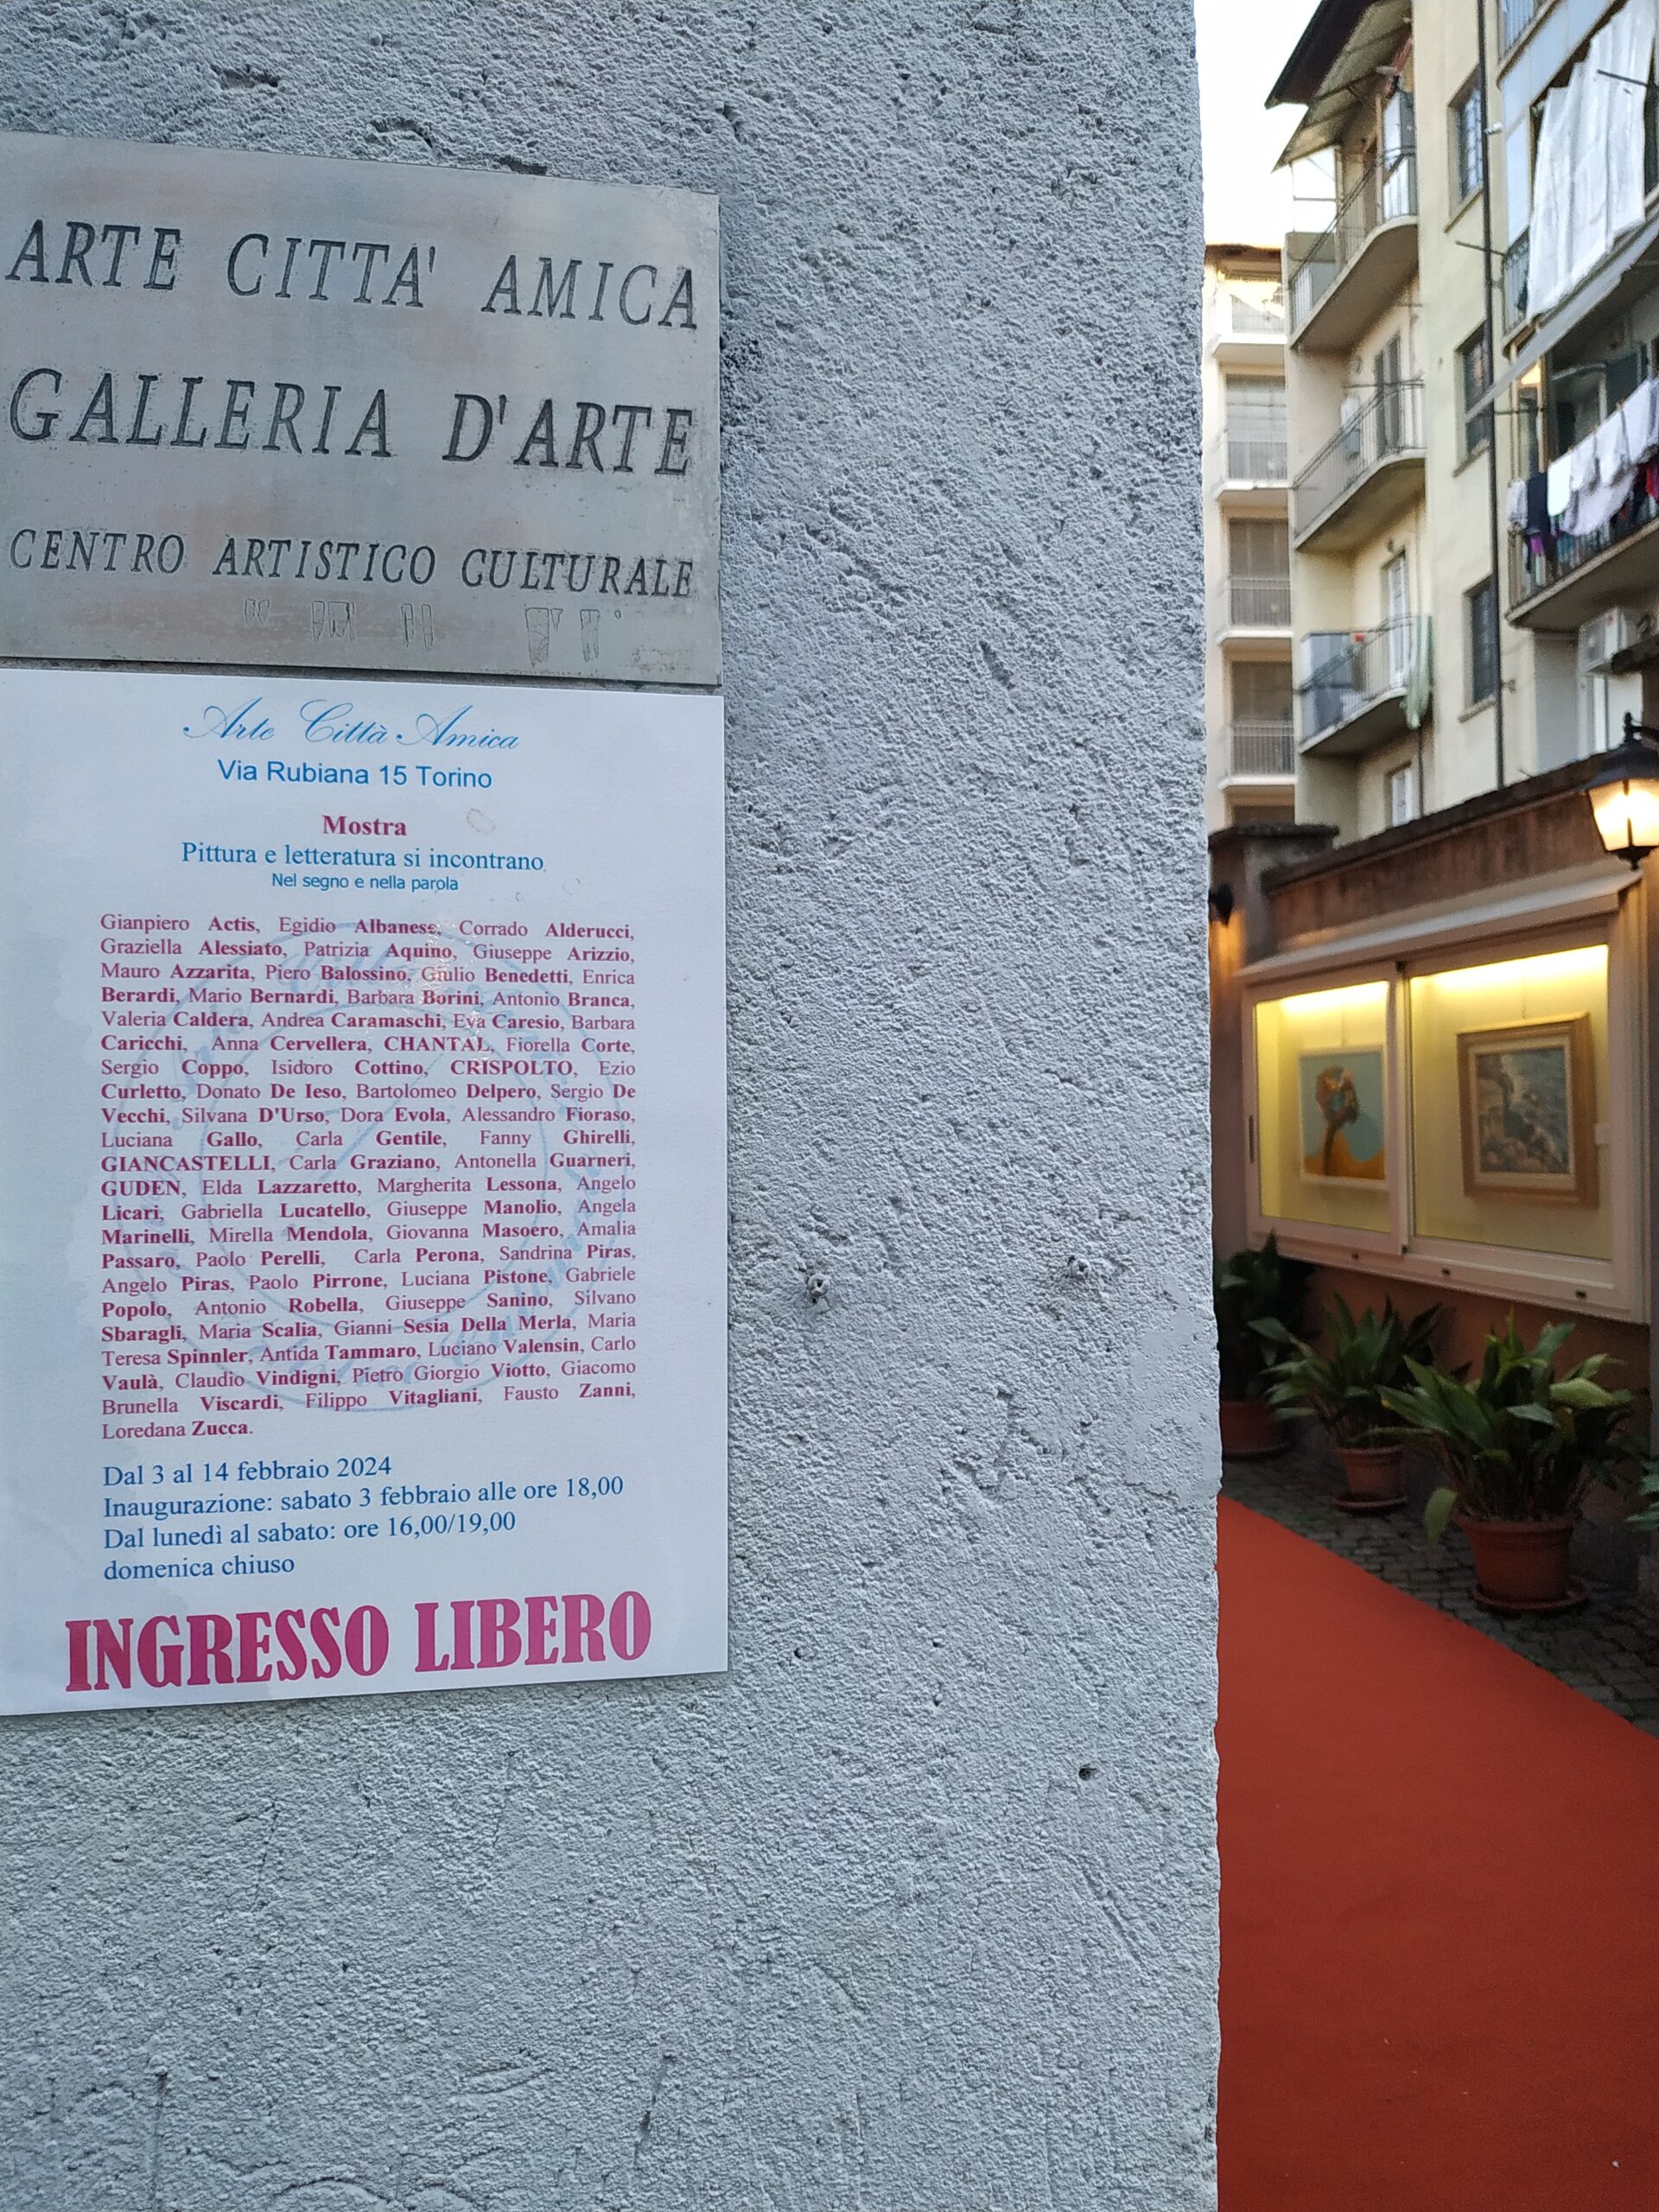 ARTE CITTA' AMICA
GALLERIA D'ARTE
CENTRO ARTISTICO CULTURALE
Arte Città Amica
Via Rubiana 15 Torino
Mostra
Pittura e letteratura si incontrano
Nel segno e nella parola
Gianpiero Actis, Egidio Albanese, Corrado Alderucci,
Graziella Alessiato, Patrizia Aquino, Giuseppe Arizzio,
Mauro Azzarita, Piero Balossino, Giulio Benedetti, Enrica
Berardi, Mario Bernardi, Barbara Borini, Antonio Branca,
Valeria Caldera, Andrea Caramaschi, Eva Caresio, Barbara
Caricchi, Anna Cervellera, CHANTAL, Fiorella Corte,
Sergio Coppo, Isidoro Cottino, CRISPOLTO, Ezio
Curletto, Donato De Ieso, Bartolomeo Delpero, Sergio De
Vecchi, Silvana D'Urso, Dora Evola, Alessandro Fioraso,
Luciana Gallo, Carla Gentile, Fanny Ghirelli,
GIANCASTELLI, Carla Graziano, Antonella Guarneri,
GUDEN, Elda Lazzaretto, Margherita Lessona, Angelo
Licari, Gabriella Lucatello, Giuseppe Manolio, Angela
Marinelli, Mirella Mendola, Giovanna Masoero, Amalia
Passaro, Paolo Perelli, Carla Perona, Sandrina Piras,
Angelo Piras, Paolo Pirrone, Luciana Pistone, Gabriele
Popolo, Antonio Robella, Giuseppe Sanino, Silvano
Sbaragli, Maria Scalia, Gianni Sesia Della Merla, Maria
Teresa Spinnler, Antida Tammaro, Luciano Valensin, Carlo
Vaulà, Claudio Vindigni, Pietro Giorgio Viotto, Giacomo
Brunella Viscardi, Filippo Vitagliani, Fausto Zanni,
Loredana Zucca.
Dal 3 al 14 febbraio 2024
Inaugurazione: sabato 3 febbraio alle ore 18,00
Dal lunedì al sabato: ore 16,00/19,00
domenica chiuso
INGRESSO LIBERO